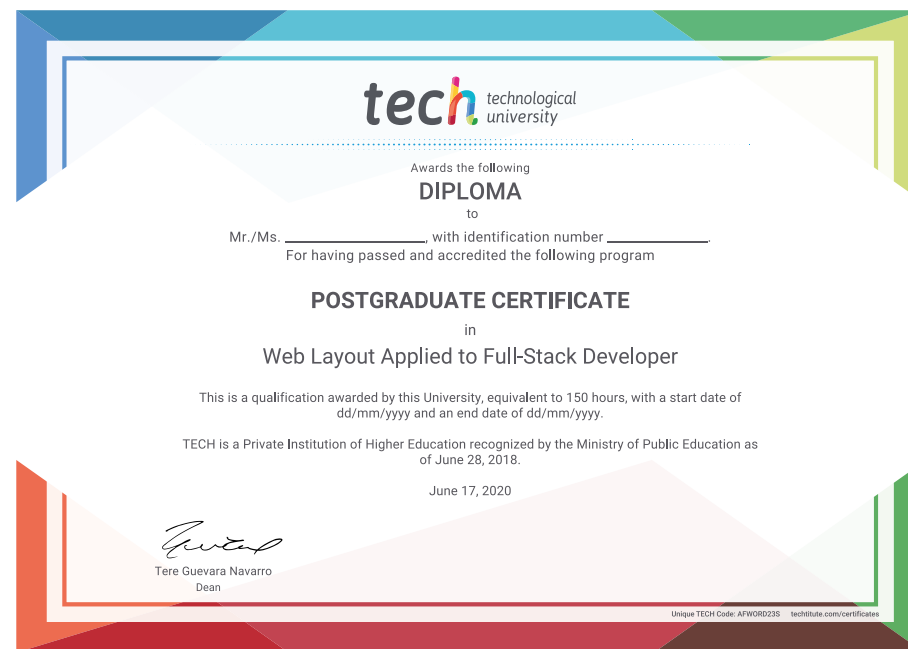 tech technological
university
Awards the following
DIPLOMA
to
Mr./Ms. ____________, with identification number _________.
For having passed and accredited the following program
POSTGRADUATE CERTIFICATE
in
Web Layout Applied to Full-Stack Developer
This is a qualification awarded by this University, equivalent to 150 hours, with a start date of
dd/mm/yyyy and an end date of dd/mm/yyyy.
TECH is a Private Institution of Higher Education recognized by the Ministry of Public Education as
of June 28, 2018.
June 17, 2020
Tere Guevara Navarro
Dean
Unique TECH Code: AFWORD23S techtitute.com/certificates